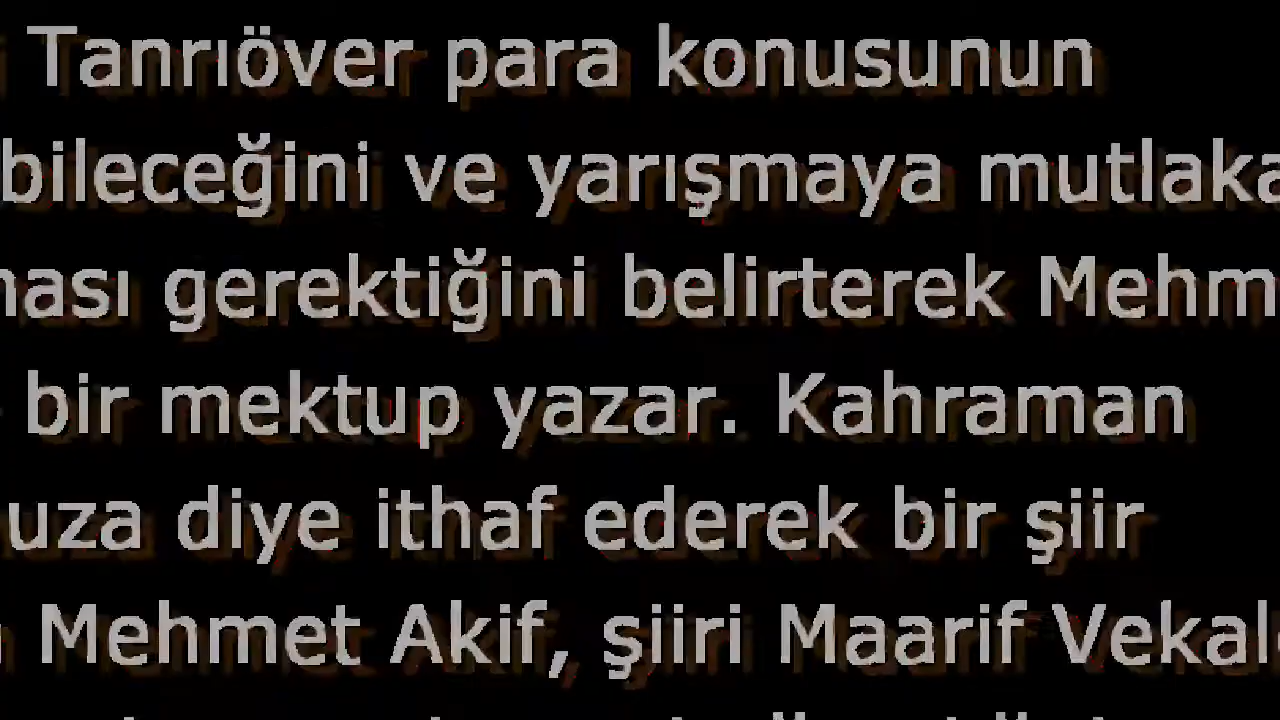 Tanrıöver para konusunun
bileceğini ve yarışmaya mutlaka
ması gerektiğini belirterek Mehm
bir mektup yazar. Kahraman
uza diye ithaf ederek bir şiir
Mehmet Akif, şiiri Maarif Vekal